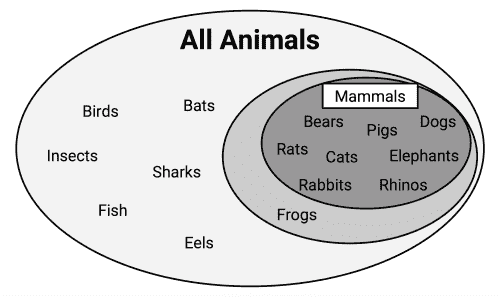 All Animals
Mammals
Birds
Bats
Bears
Pigs
Dogs
Insects
Sharks
Rats
Cats
Elephants
Rabbits
Rhinos
Fish
Frogs
Eels